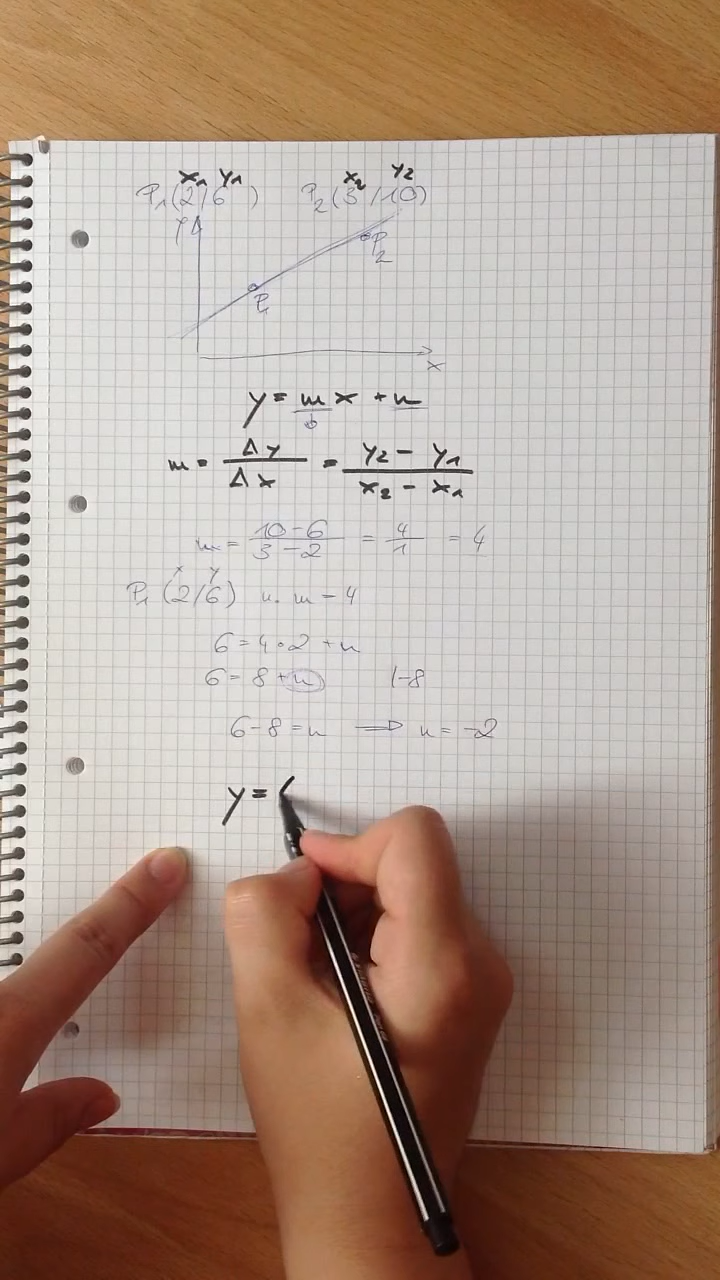 x₁ y₁ x₂ y₂
P₁(2/6) P₂(3/10)
y
P₂
P₁
x
y = mx + n
b
m = Δy/Δx = (y₂ - y₁)/(x₂ - x₁)
m = (10-6)/(3-2) = 4/1 = 4
x y
P₁ (2/6) u. m = 4
6 = 4·2 + n
6 = 8 + n |-8
6-8 = n ⟹ n = -2
y =